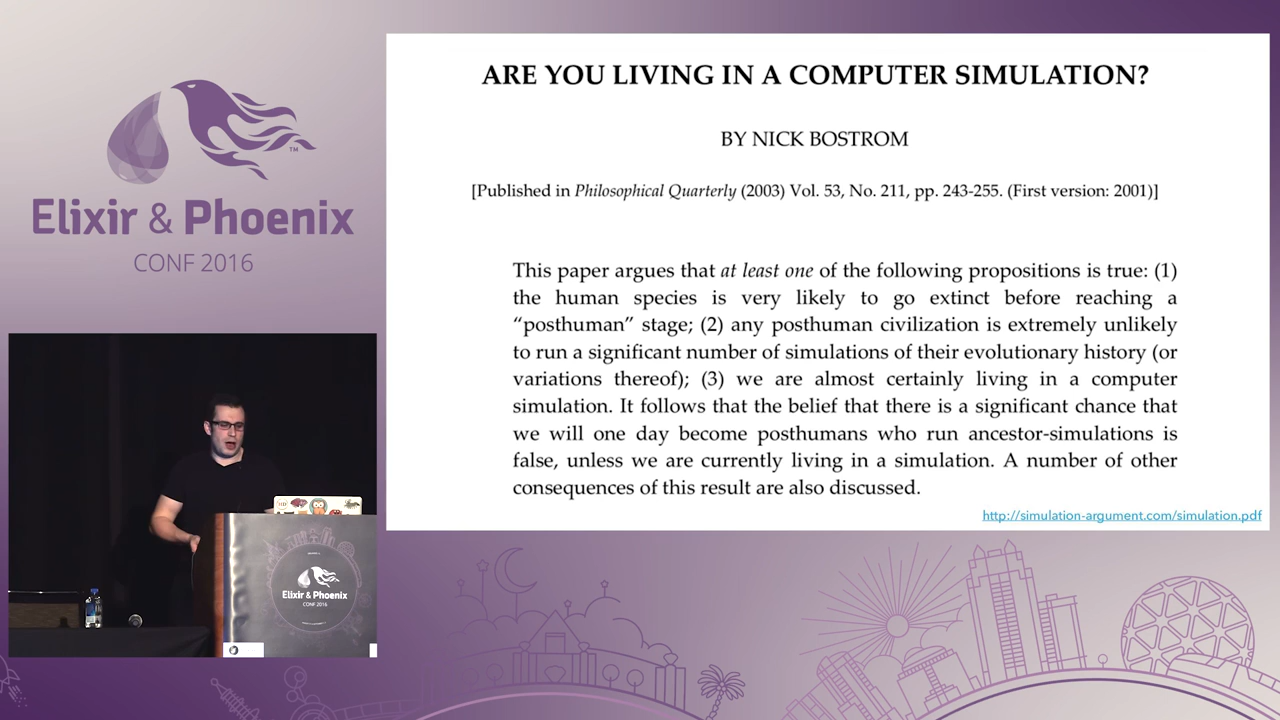 Elixir & Phoenix
CONF 2016
TM
ARE YOU LIVING IN A COMPUTER SIMULATION?
BY NICK BOSTROM
[Published in Philosophical Quarterly (2003) Vol. 53, No. 211, pp. 243-255. (First version: 2001)]
This paper argues that at least one of the following propositions is true: (1)
the human species is very likely to go extinct before reaching a
“posthuman” stage; (2) any posthuman civilization is extremely unlikely
to run a significant number of simulations of their evolutionary history (or
variations thereof); (3) we are almost certainly living in a computer
simulation. It follows that the belief that there is a significant chance that
we will one day become posthumans who run ancestor-simulations is
false, unless we are currently living in a simulation. A number of other
consequences of this result are also discussed.
http://simulation-argument.com/simulation.pdf
Elixir & Phoenix
CONF 2016